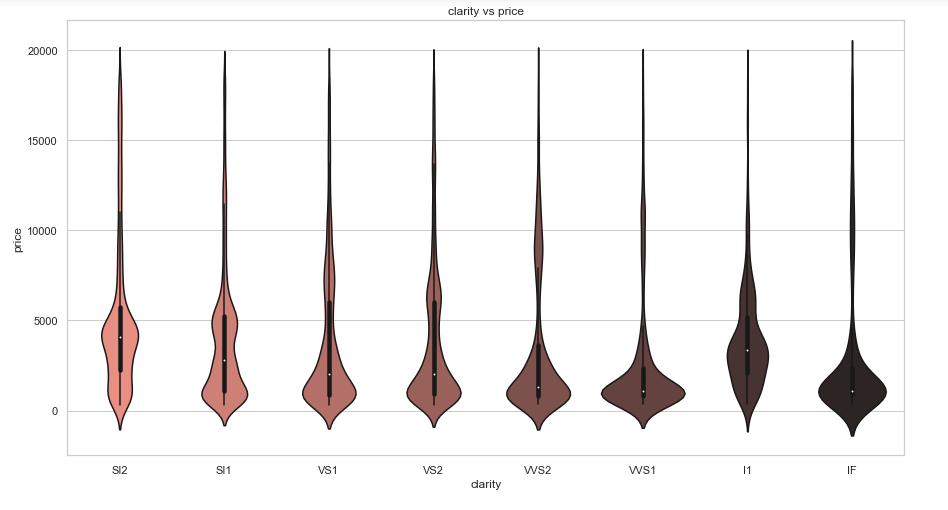 clarity vs price
20000
15000
10000
5000
0
price
SI2 SI1 VS1 VS2 VVS2 VVS1 I1 IF
clarity